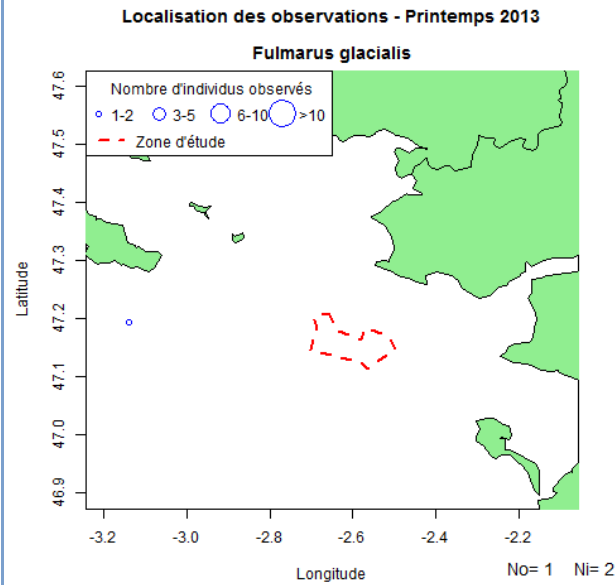 Localisation des observations - Printemps 2013
Fulmarus glacialis
Nombre d'individus observés
1-2 3-5 6-10 >10
Zone d'étude
Latitude
47.6
47.5
47.4
47.3
47.2
47.1
47.0
46.9
-3.2 -3.0 -2.8 -2.6 -2.4 -2.2
Longitude
No= 1 Ni= 2